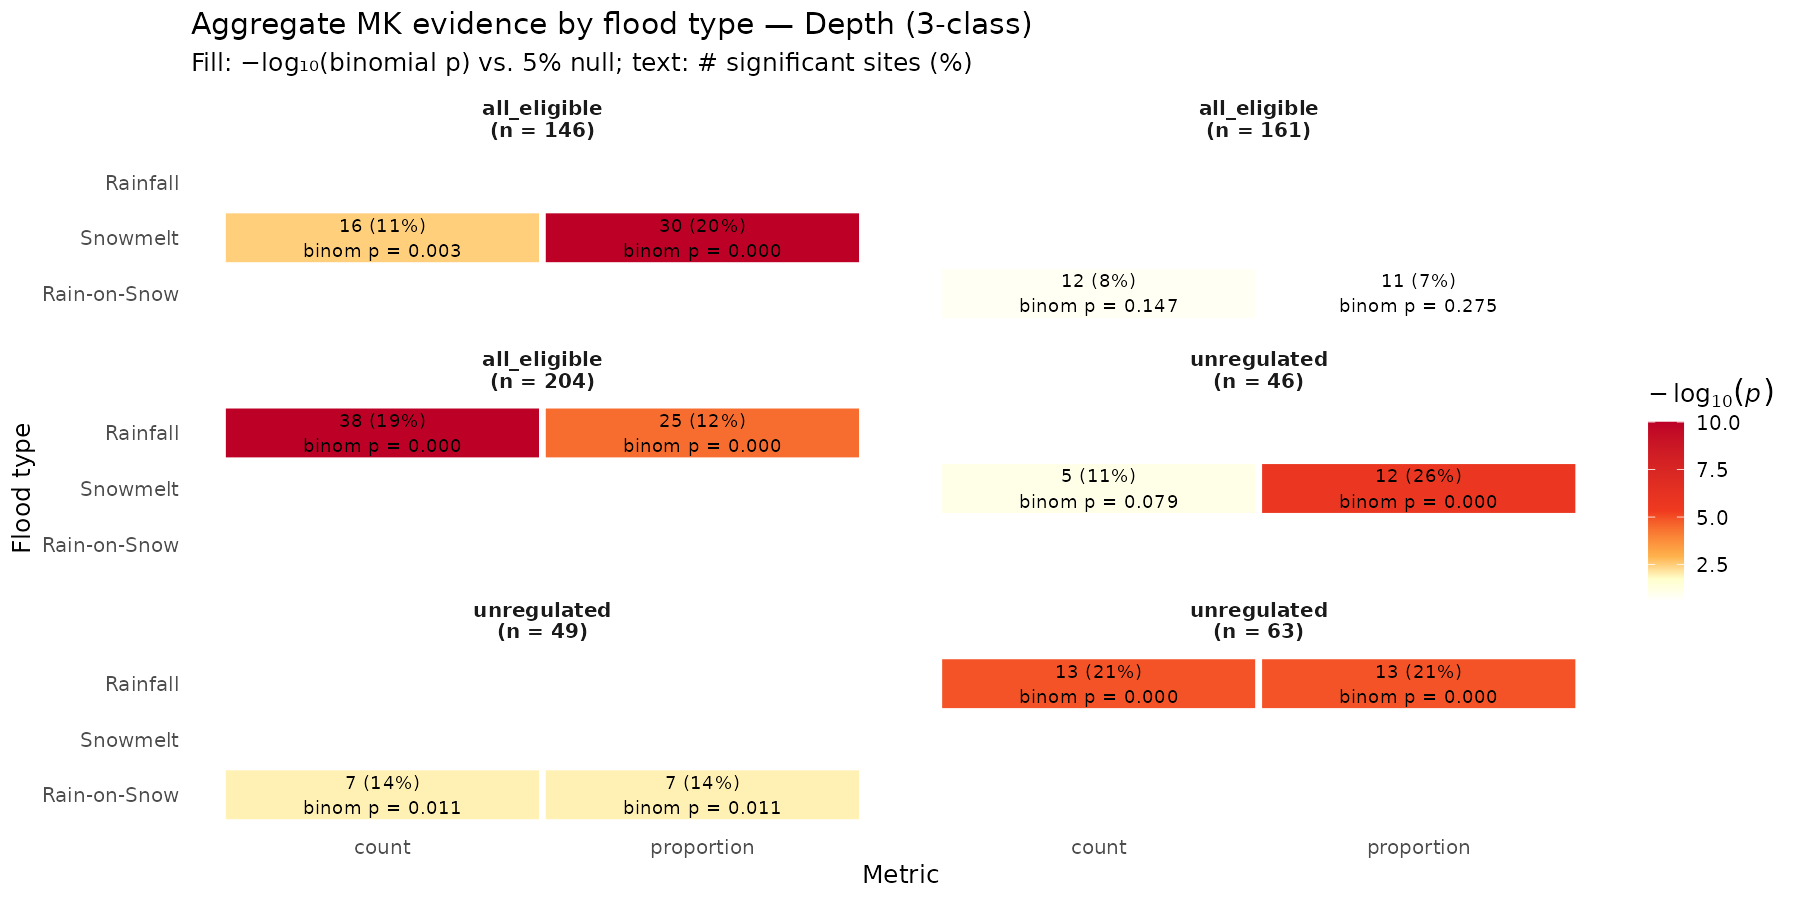 Aggregate MK evidence by flood type — Depth (3-class)
Fill: −log₁₀(binomial p) vs. 5% null; text: # significant sites (%)
all_eligible
(n = 146)
all_eligible
(n = 161)
Rainfall
Snowmelt
Rain-on-Snow
16 (11%)
binom p = 0.003
30 (20%)
binom p = 0.000
12 (8%)
binom p = 0.147
11 (7%)
binom p = 0.275
all_eligible
(n = 204)
unregulated
(n = 46)
Rainfall
Snowmelt
Rain-on-Snow
38 (19%)
binom p = 0.000
25 (12%)
binom p = 0.000
5 (11%)
binom p = 0.079
12 (26%)
binom p = 0.000
unregulated
(n = 49)
unregulated
(n = 63)
Rainfall
Snowmelt
Rain-on-Snow
7 (14%)
binom p = 0.011
7 (14%)
binom p = 0.011
13 (21%)
binom p = 0.000
13 (21%)
binom p = 0.000
count
proportion
count
proportion
Metric
Flood type
−log₁₀(p)
10.0
7.5
5.0
2.5